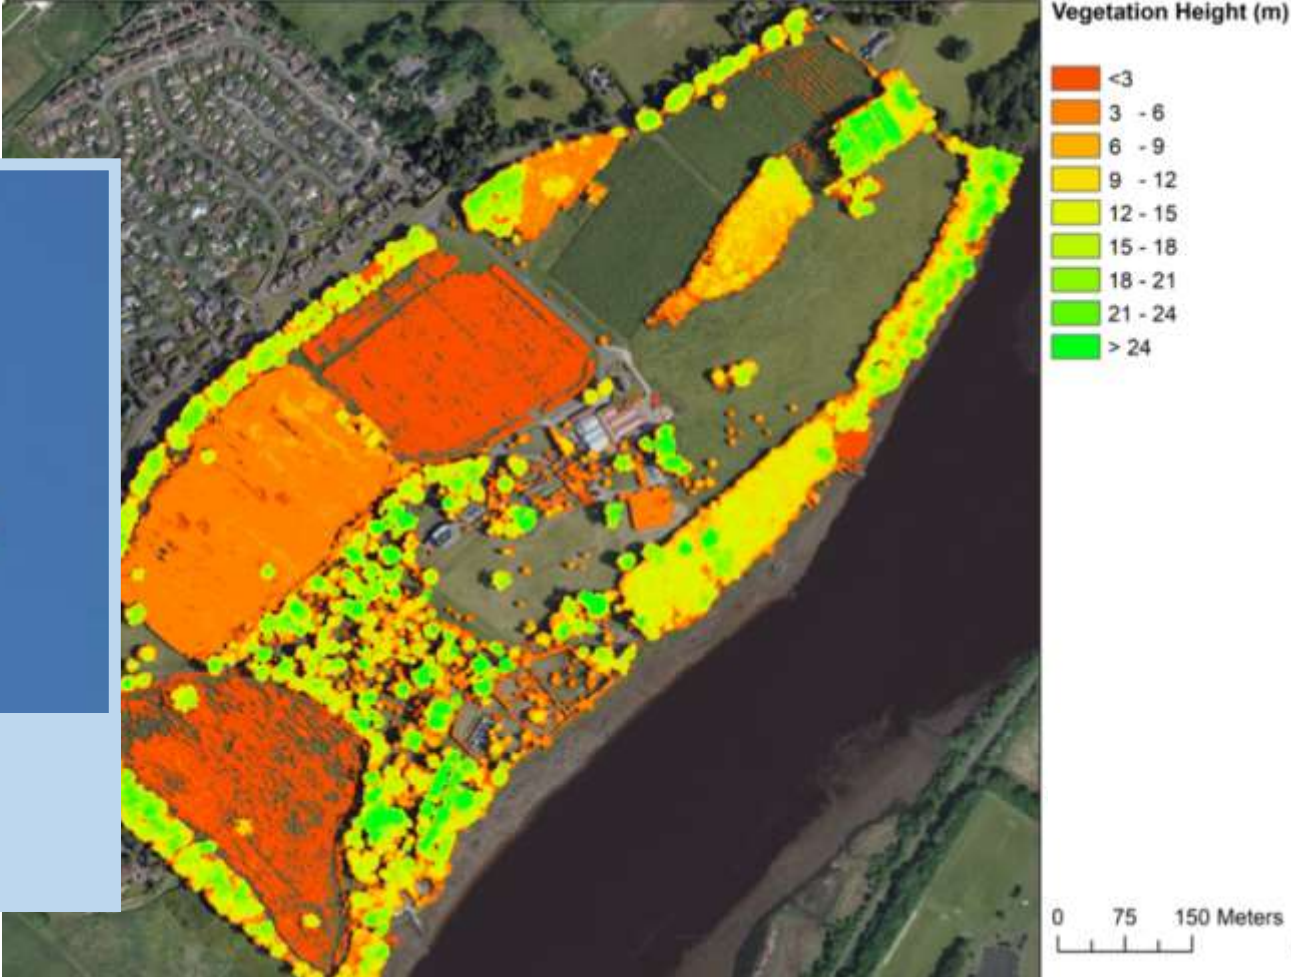 Vegetation Height (m)
<3
3 - 6
6 - 9
9 - 12
12 - 15
15 - 18
18 - 21
21 - 24
> 24
0 75 150 Meters